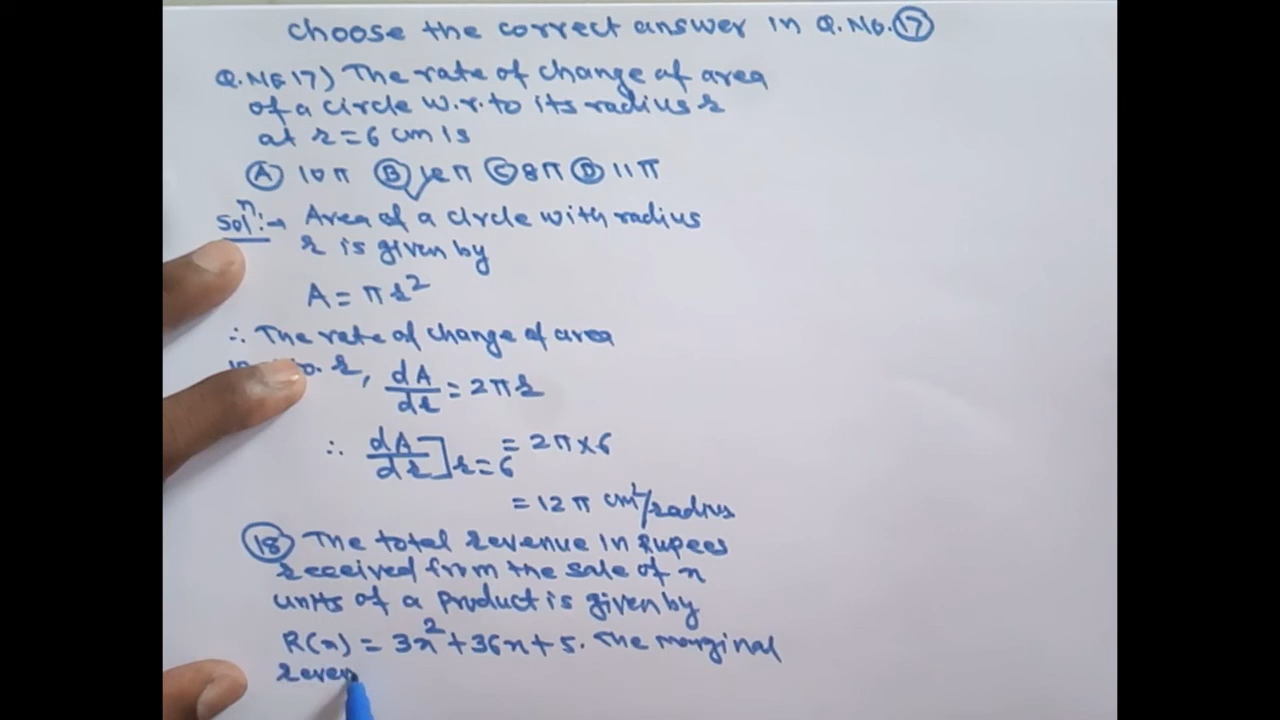 choose the correct answer in Q.No. 17
Q.No 17) The rate of change of area
of a circle w.r.to its radius r
at r = 6 cm is
(A) 10π (B) 12π (C) 8π (D) 11π
Solⁿ:→ Area of a circle with radius
r is given by
A = πr²
∴ The rate of change of area
r, dA/dr = 2πr
∴ dA/dr]r=6 = 2π×6
= 12π cm²/radius
18 The total revenue in Rupees
received from the sale of x
units of a product is given by
R(x) = 3x² + 36x + 5. The marginal
reven